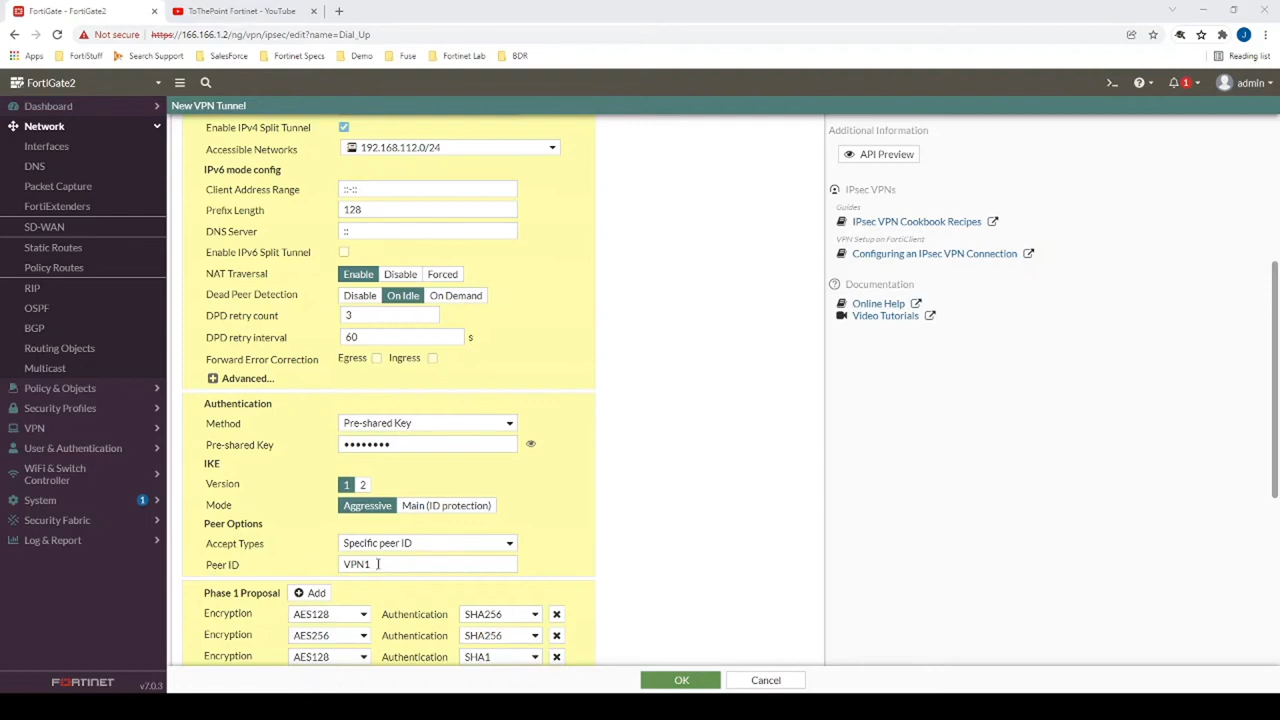 FortiGate - FortiGate2
ToThePoint Fortinet - YouTube
Not secure https://166.166.1.2/ng/vpn/ipsec/edit?name=Dial_Up
Apps FortiStuff Search Support SalesForce Fortinet Specs Demo Fuse Fortinet Lab BDR Reading list
FortiGate2
1 admin
Dashboard
Network
Interfaces
DNS
Packet Capture
FortiExtenders
SD-WAN
Static Routes
Policy Routes
RIP
OSPF
BGP
Routing Objects
Multicast
Policy & Objects
Security Profiles
VPN
User & Authentication
WiFi & Switch
Controller
System 1
Security Fabric
Log & Report
FORTINET v7.0.3
New VPN Tunnel
Enable IPv4 Split Tunnel
Accessible Networks 192.168.112.0/24
IPv6 mode config
Client Address Range ::-::
Prefix Length 128
DNS Server ::
Enable IPv6 Split Tunnel
NAT Traversal Enable Disable Forced
Dead Peer Detection Disable On Idle On Demand
DPD retry count 3
DPD retry interval 60 s
Forward Error Correction Egress Ingress
Advanced...
Authentication
Method Pre-shared Key
Pre-shared Key ••••••••
IKE
Version 1 2
Mode Aggressive Main (ID protection)
Peer Options
Accept Types Specific peer ID
Peer ID VPN1
Phase 1 Proposal Add
Encryption AES128 Authentication SHA256
Encryption AES256 Authentication SHA256
Encryption AES128 Authentication SHA1
OK Cancel
Additional Information
API Preview
IPsec VPNs
Guides
IPsec VPN Cookbook Recipes
VPN Setup on FortiClient
Configuring an IPsec VPN Connection
Documentation
Online Help
Video Tutorials